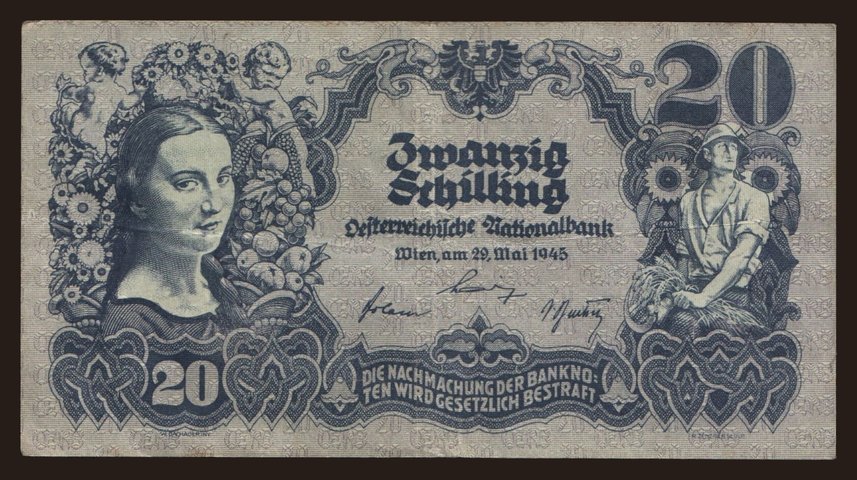 20
Zwanzig
Schilling
Oesterreichische Nationalbank
Wien, am 29. Mai 1945
20
DIE NACHMACHUNG DER BANKNO=
TEN WIRD GESETZLICH BESTRAFT